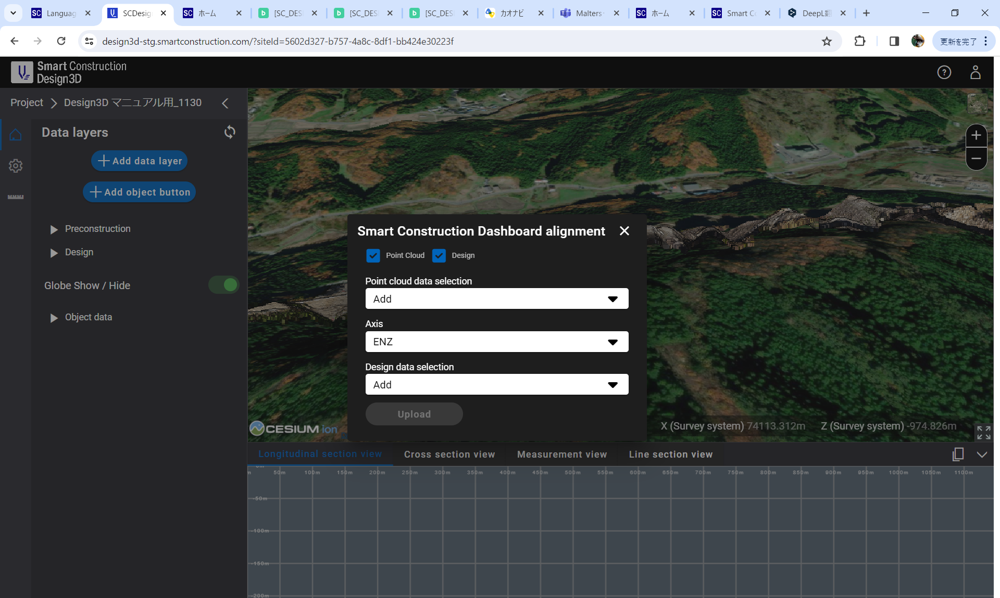 Languag
SCDesig
ホーム
[SC_DES
[SC_DES
[SC_DES
カオナビ
Malters
ホーム
Smart Co
DeepL翻
design3d-stg.smartconstruction.com/?siteId=5602d327-b757-4a8c-8df1-bb424e30223f
更新を完了
Smart Construction
Design3D
Project
Design3D マニュアル用_1130
Data layers
Add data layer
Add object button
Preconstruction
Design
Globe Show / Hide
Object data
Smart Construction Dashboard alignment
Point Cloud
Design
Point cloud data selection
Add
Axis
ENZ
Design data selection
Add
Upload
CESIUM ion
X (Survey system) 74113.312m Z (Survey system) -974.826m
Longitudinal section view
Cross section view
Measurement view
Line section view
0m
m 50m 100m 150m 200m 250m 300m 350m 400m 450m 500m 550m 600m 650m 700m 750m 800m 850m 900m 950m 1000m 1050m 1100m
-50m
-100m
-150m
-200m